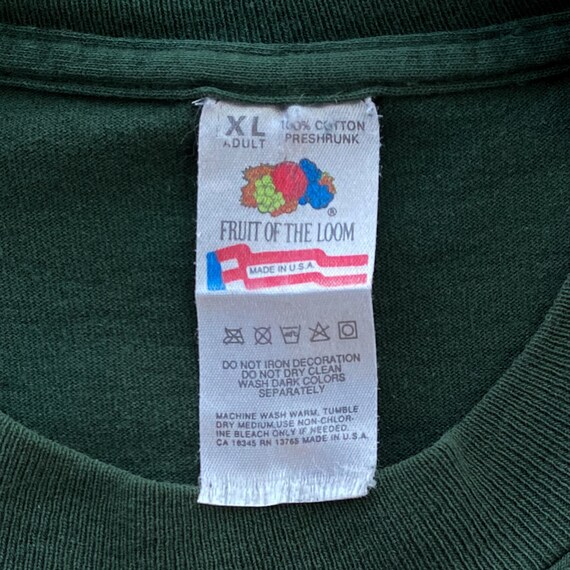 XL 100% COTTON
ADULT PRESHRUNK
®
FRUIT OF THE LOOM
MADE IN U.S.A.
DO NOT IRON DECORATION
DO NOT DRY CLEAN
WASH DARK COLORS
SEPARATELY
MACHINE WASH WARM, TUMBLE
DRY MEDIUM,USE NON-CHLOR-
INE BLEACH ONLY IF NEEDED.
CA 16345 RN 13765 MADE IN U.S.A.